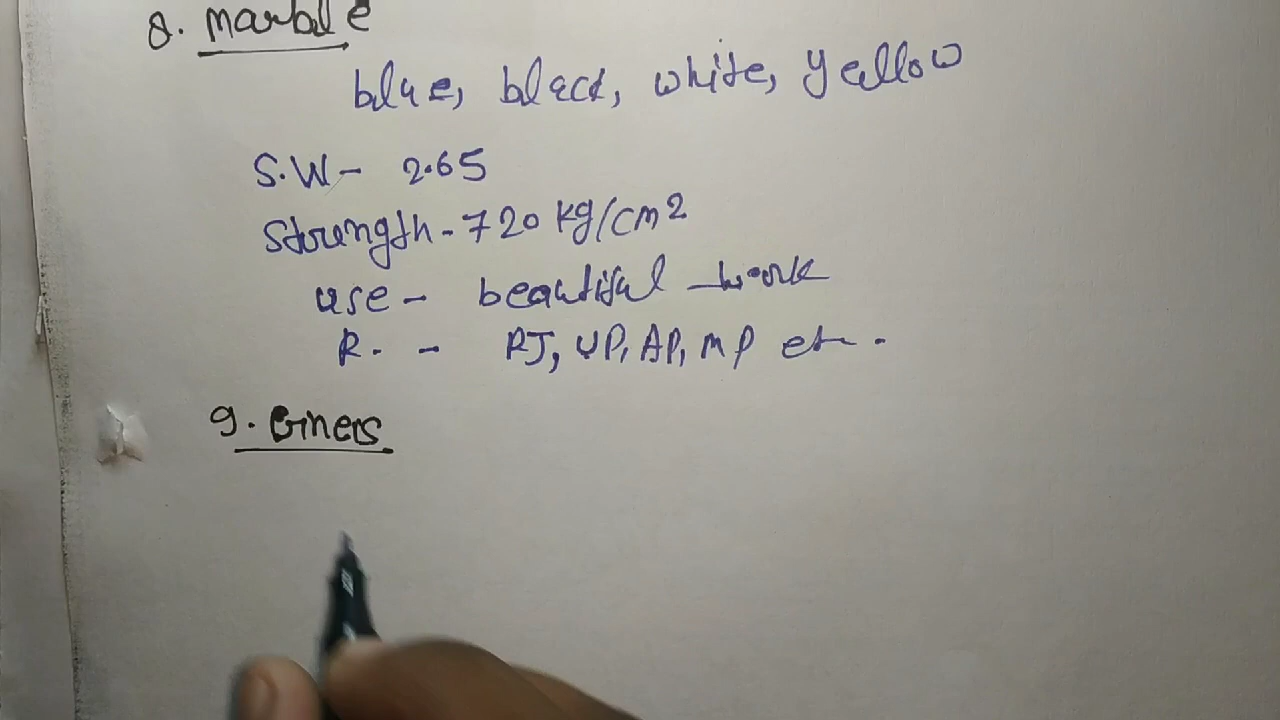 8. Marble
blue, black, white, yellow
S.W- 2.65
Strength-720 kg/cm2
use - beautiful work
R. - RJ, UP, AP, MP etc.
9. Gneis